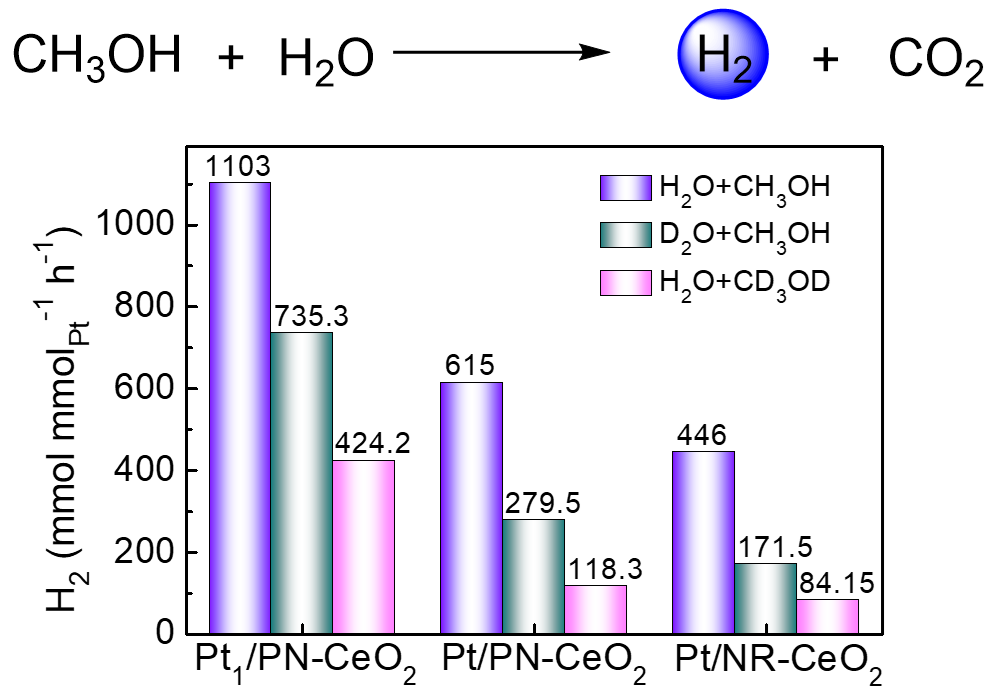 CH₃OH + H₂O → H₂ + CO₂
1103
735.3
424.2
615
279.5
118.3
446
171.5
84.15
H₂O+CH₃OH
D₂O+CH₃OH
H₂O+CD₃OD
H₂ (mmol mmol_Pt⁻¹ h⁻¹)
1000
800
600
400
200
0
Pt₁/PN-CeO₂ Pt/PN-CeO₂ Pt/NR-CeO₂